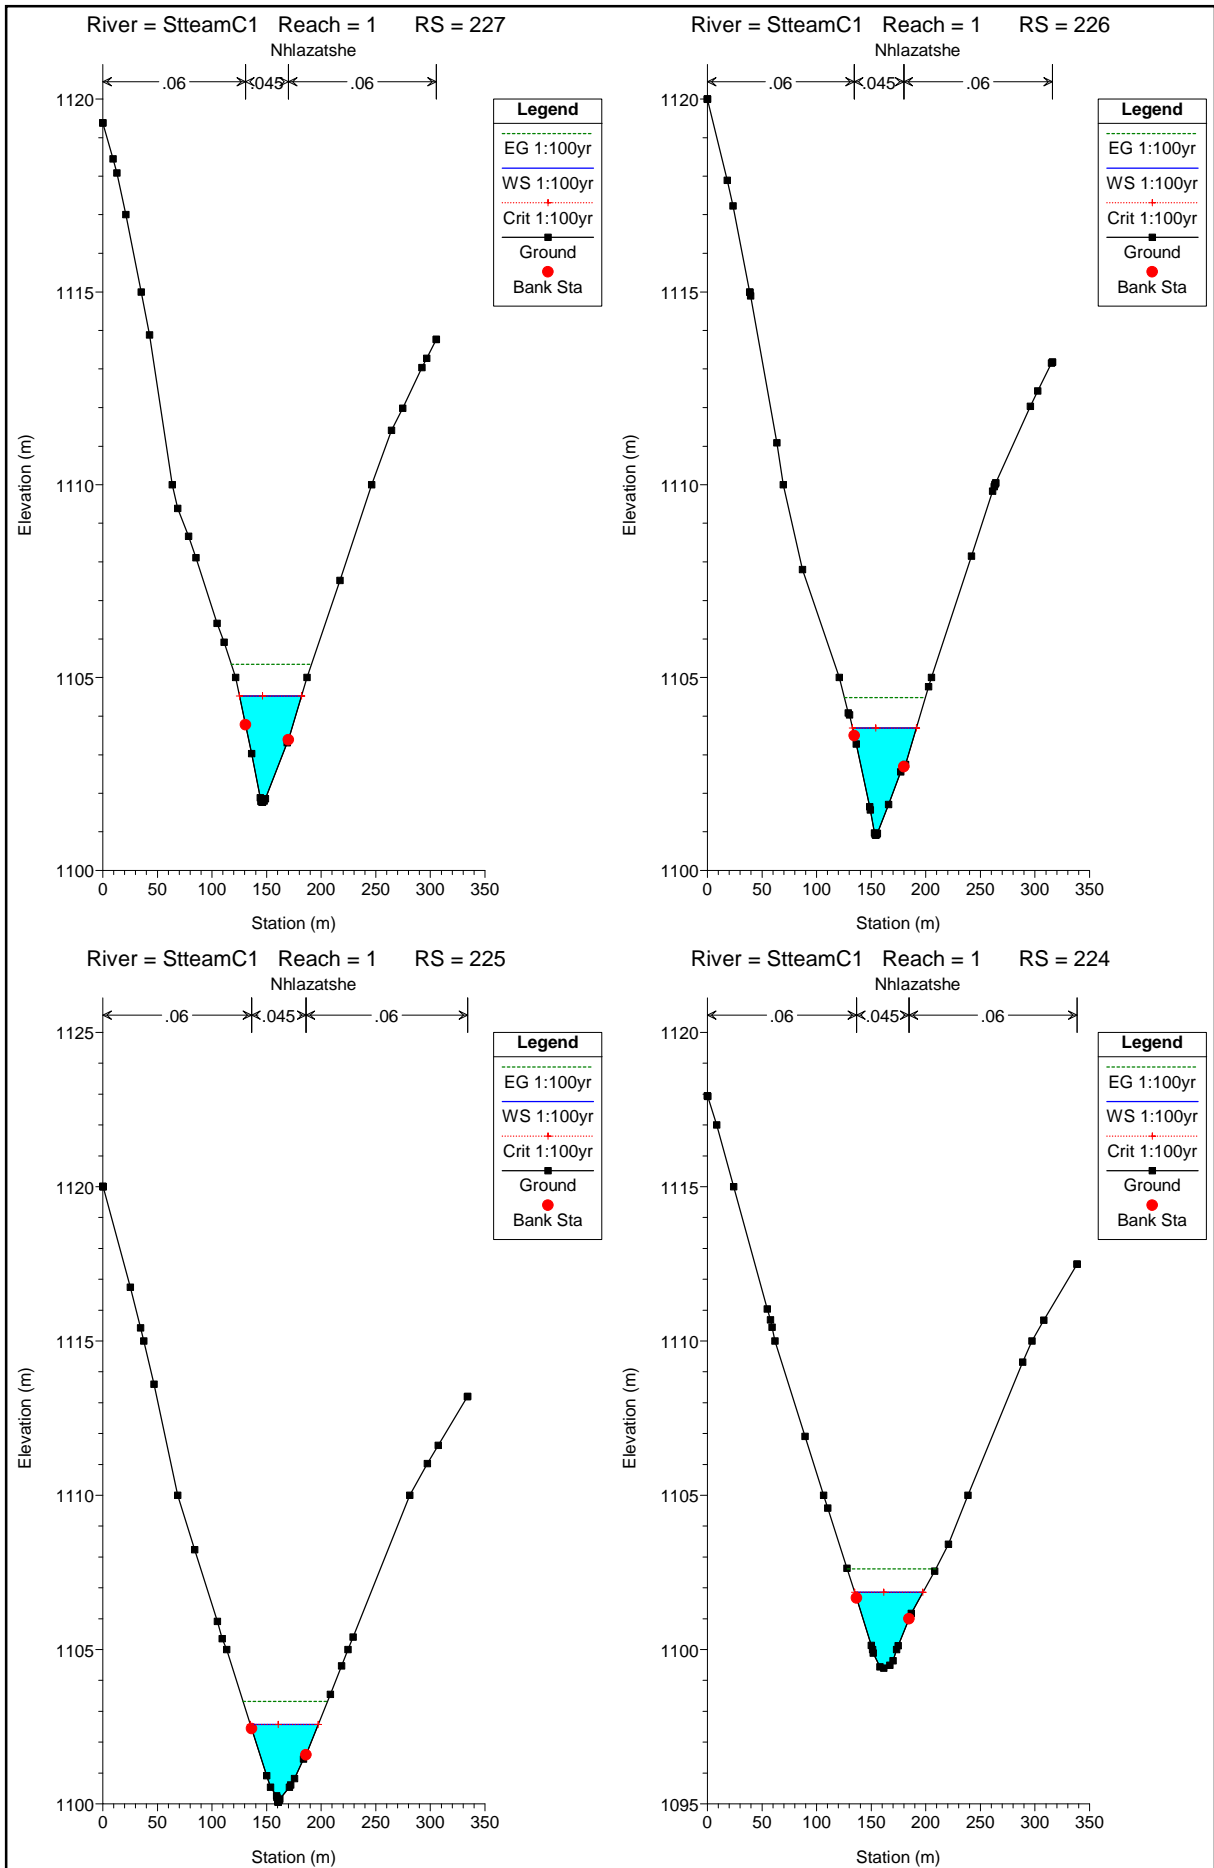 River = StteamC1 Reach = 1 RS = 227
Nhlazatshe
.06 .045 .06
Legend
EG 1:100yr
WS 1:100yr
Crit 1:100yr
Ground
Bank Sta
1120
1115
1110
1105
1100
Elevation (m)
0 50 100 150 200 250 300 350
Station (m)
River = StteamC1 Reach = 1 RS = 226
Nhlazatshe
.06 .045 .06
Legend
EG 1:100yr
WS 1:100yr
Crit 1:100yr
Ground
Bank Sta
1120
1115
1110
1105
1100
Elevation (m)
0 50 100 150 200 250 300 350
Station (m)
River = StteamC1 Reach = 1 RS = 225
Nhlazatshe
.06 .045 .06
Legend
EG 1:100yr
WS 1:100yr
Crit 1:100yr
Ground
Bank Sta
1125
1120
1115
1110
1105
1100
Elevation (m)
0 50 100 150 200 250 300 350
Station (m)
River = StteamC1 Reach = 1 RS = 224
Nhlazatshe
.06 .045 .06
Legend
EG 1:100yr
WS 1:100yr
Crit 1:100yr
Ground
Bank Sta
1120
1115
1110
1105
1100
1095
Elevation (m)
0 50 100 150 200 250 300 350
Station (m)